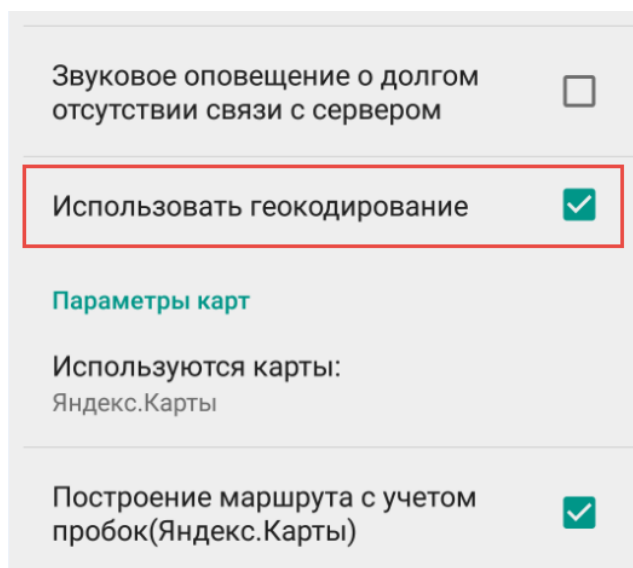 Звуковое оповещение о долгом
отсутствии связи с сервером
Использовать геокодирование
Параметры карт
Используются карты:
Яндекс.Карты
Построение маршрута с учетом
пробок(Яндекс.Карты)